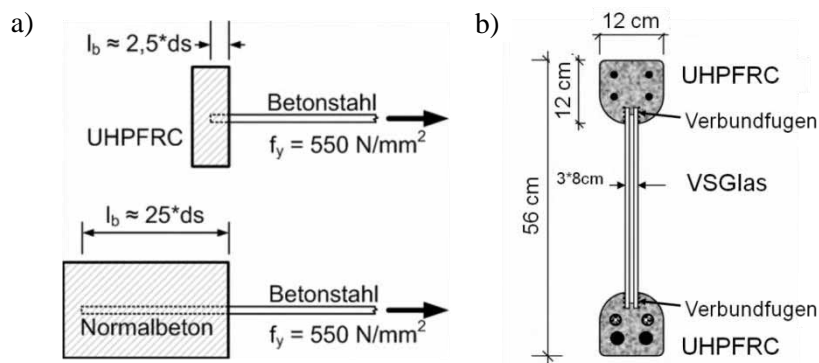 a)
l_b ≈ 2,5*ds
Betonstahl
UHPFRC
f_y = 550 N/mm²
l_b ≈ 25*ds
Betonstahl
Normalbeton
f_y = 550 N/mm²
b)
12 cm
12 cm
UHPFRC
Verbundfugen
3*8cm
VSGlas
56 cm
Verbundfugen
UHPFRC